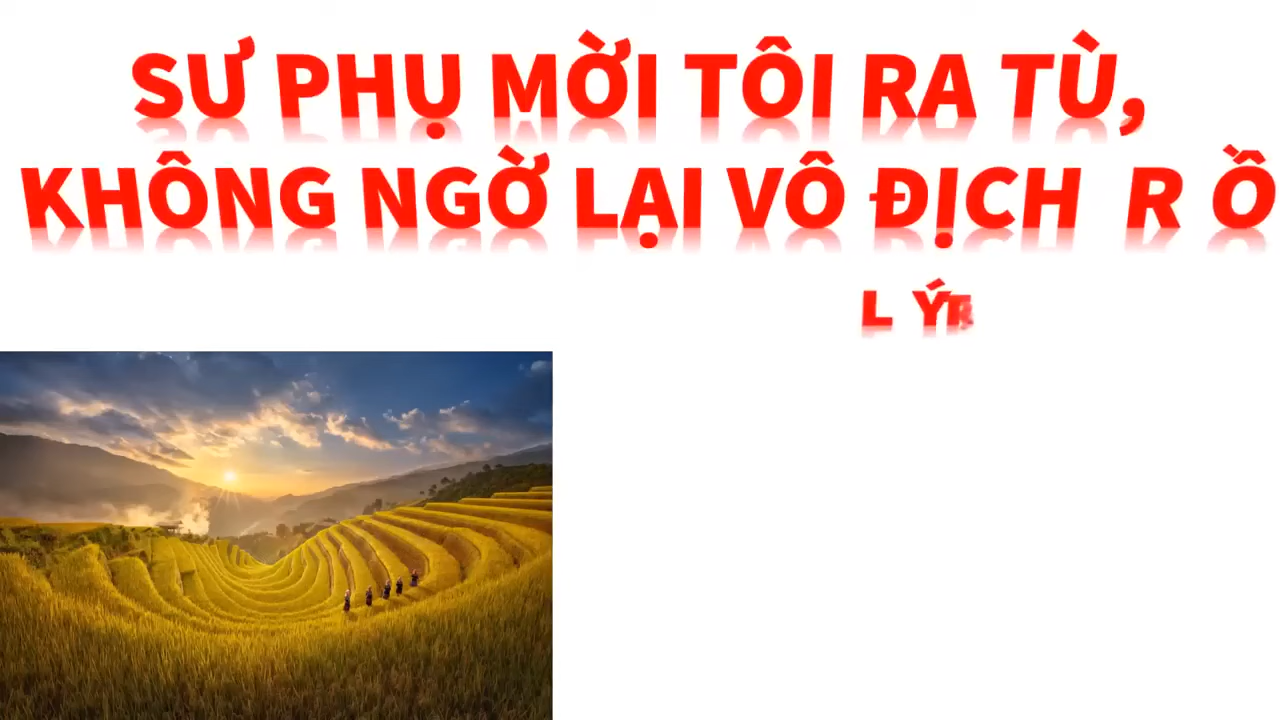 SƯ PHỤ MỜI TÔI RA TÙ,
KHÔNG NGỜ LẠI VÔ ĐỊCH R Ồ
L Ý